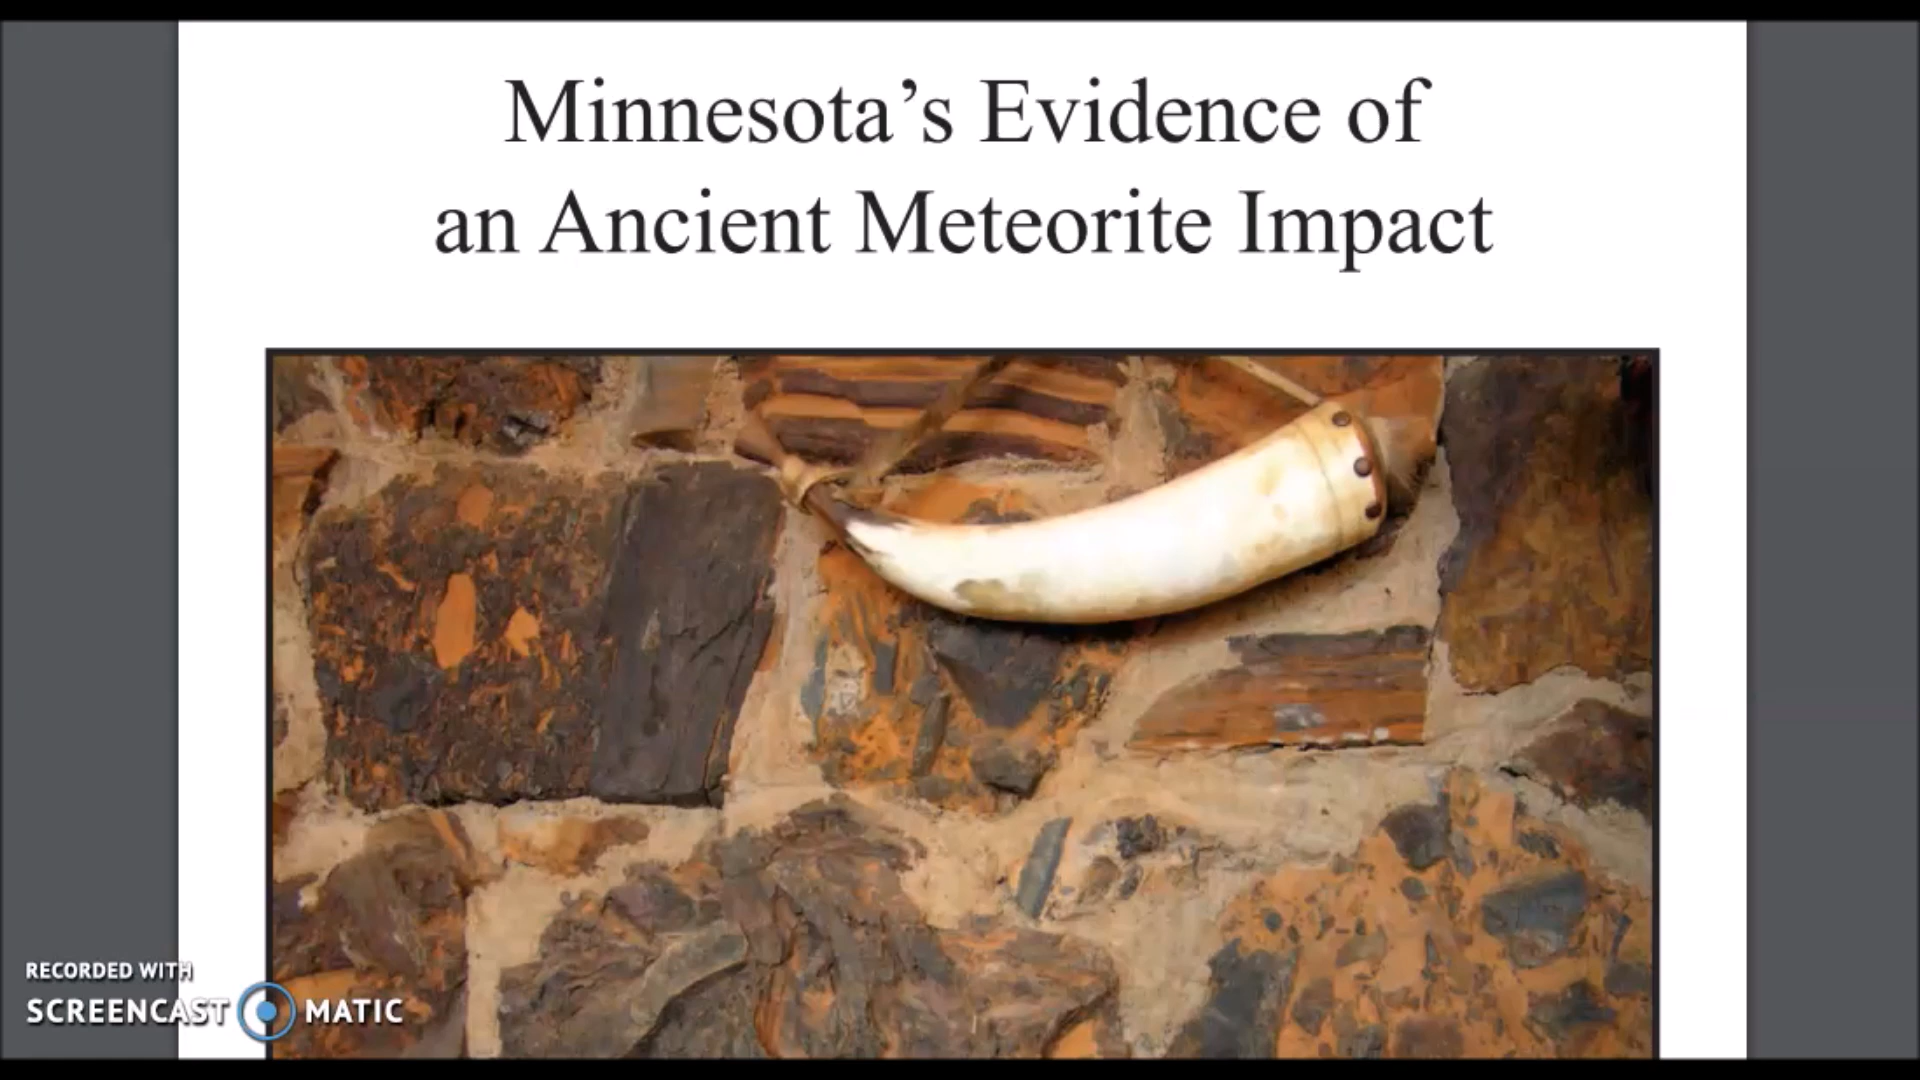 Minnesota’s Evidence of
an Ancient Meteorite Impact
RECORDED WITH
SCREENCAST MATIC